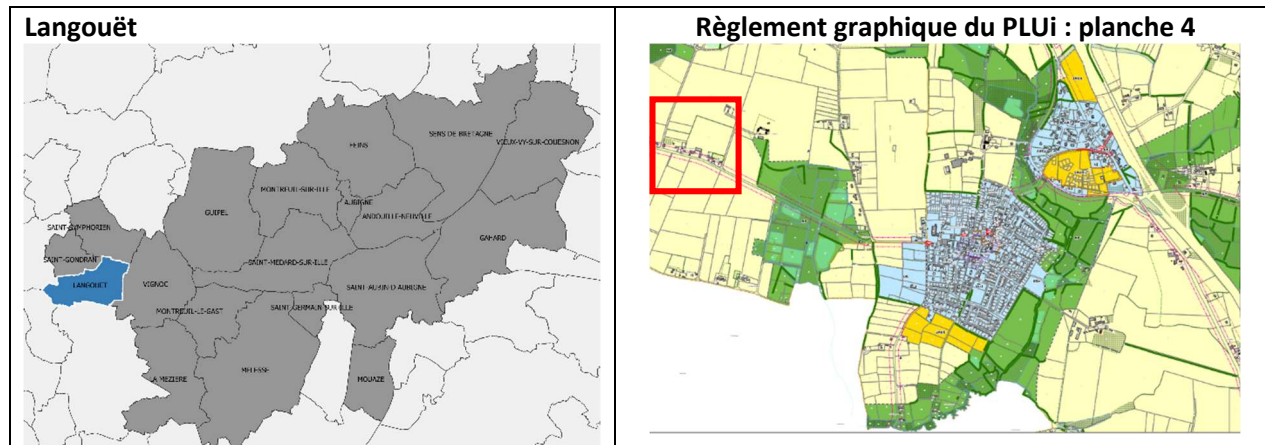 Langouët
Règlement graphique du PLUi : planche 4
SENS DE BRETAGNE
VIEUX-VY-SUR-COUESNON
FEINS
MONTREUIL-SUR-ILLE
AUBIGNE
GUIPEL
ANDOUILLE-NEUVILLE
SAINT-SYMPHORIEN
GAHARD
SAINT-GONDRAN
SAINT-MEDARD-SUR-ILLE
LANGOUET
VIGNOC
SAINT-AUBIN D'AUBIGNE
MONTREUIL-LE-GAST
SAINT GERMAIN SUR ILLE
LA MEZIERE
MELESSE
MOUAZE